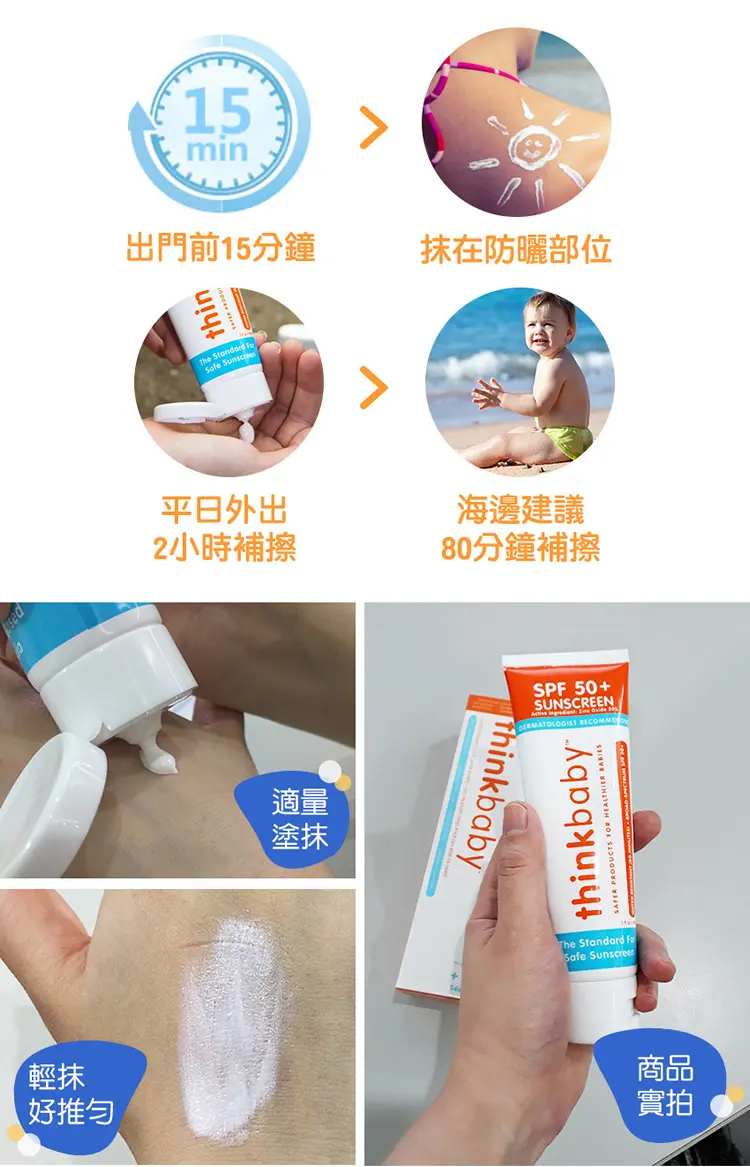 15
min
出門前15分鐘
抹在防曬部位
thin
The Standard For
Safe Sunscreen
平日外出
2小時補擦
海邊建議
80分鐘補擦
適量
塗抹
SPF 50+
SUNSCREEN
Active Ingredient: Zinc Oxide 20%
DERMATOLOGIST RECOMMENDED
thinkbaby™
SAFER PRODUCTS FOR HEALTHIER BABIES
The Standard For
Safe Sunscreen
thinkbaby
輕抹
好推勻
商品
實拍